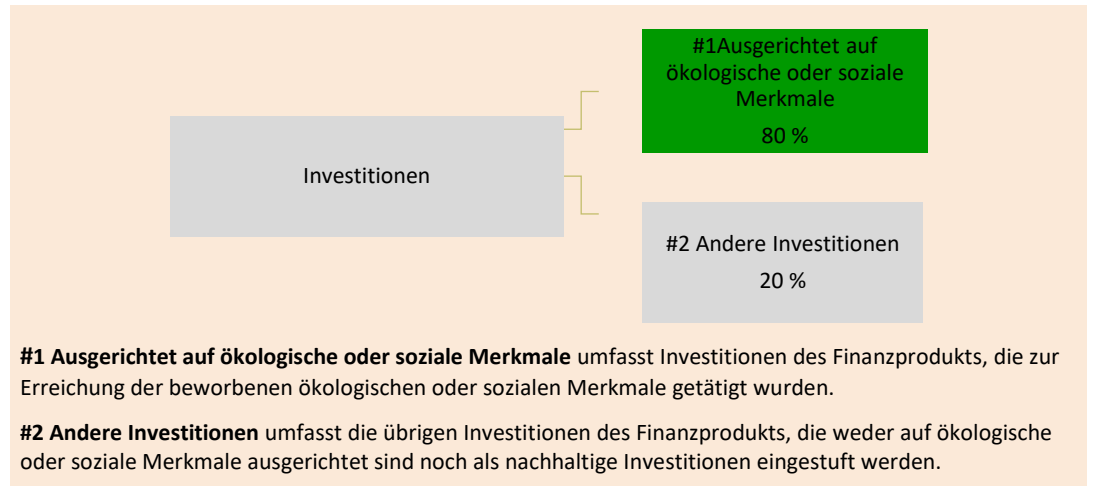 #1Ausgerichtet auf
ökologische oder soziale
Merkmale
80 %
Investitionen
#2 Andere Investitionen
20 %
#1 Ausgerichtet auf ökologische oder soziale Merkmale umfasst Investitionen des Finanzprodukts, die zur
Erreichung der beworbenen ökologischen oder sozialen Merkmale getätigt wurden.
#2 Andere Investitionen umfasst die übrigen Investitionen des Finanzprodukts, die weder auf ökologische
oder soziale Merkmale ausgerichtet sind noch als nachhaltige Investitionen eingestuft werden.